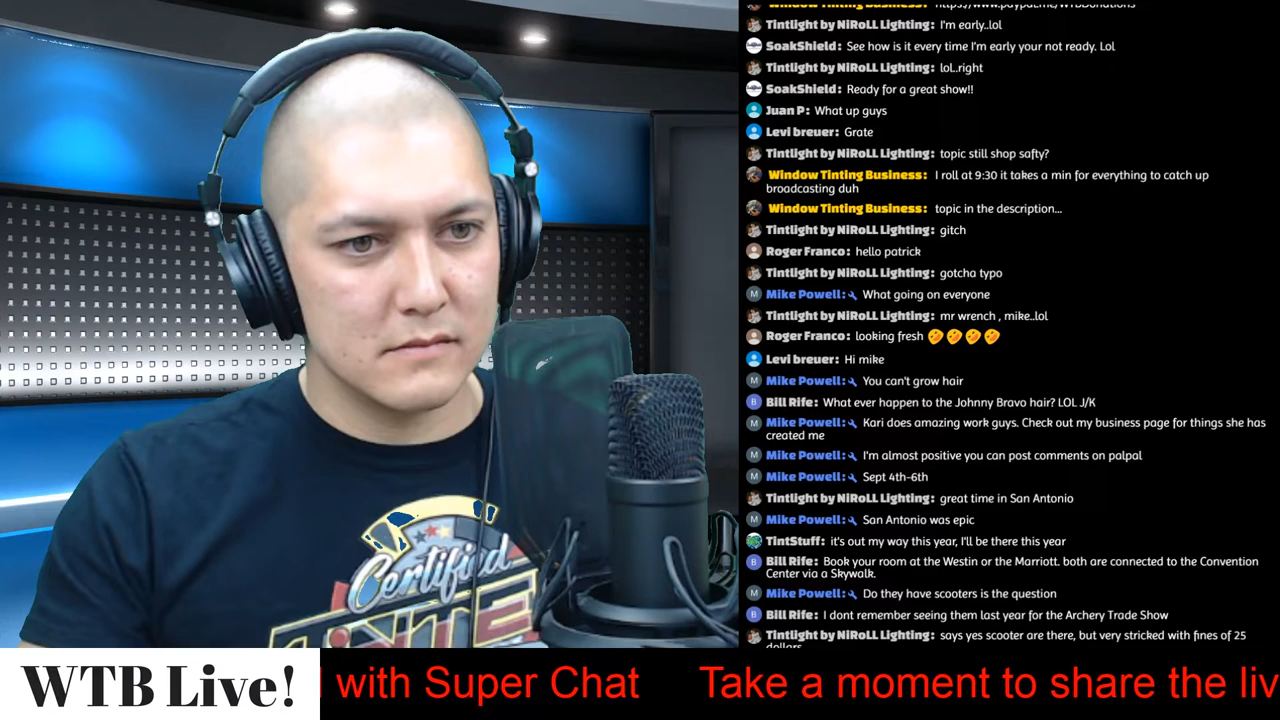 Window Tinting Business: https://www.paypal.me/WTBDonations
Tintlight by NiRoLL Lighting: I'm early..lol
SoakShield: See how is it every time I'm early your not ready. Lol
Tintlight by NiRoLL Lighting: lol..right
SoakShield: Ready for a great show!!
Juan P: What up guys
Levi breuer: Grate
Tintlight by NiRoLL Lighting: topic still shop safty?
Window Tinting Business: I roll at 9:30 it takes a min for everything to catch up
broadcasting duh
Window Tinting Business: topic in the description...
Tintlight by NiRoLL Lighting: gitch
Roger Franco: hello patrick
Tintlight by NiRoLL Lighting: gotcha typo
M Mike Powell: What going on everyone
Tintlight by NiRoLL Lighting: mr wrench , mike..lol
Roger Franco: looking fresh
Levi breuer: Hi mike
M Mike Powell: You can't grow hair
B Bill Rife: What ever happen to the Johnny Bravo hair? LOL J/K
M Mike Powell: Kari does amazing work guys. Check out my business page for things she has
created me
M Mike Powell: I'm almost positive you can post comments on palpal
M Mike Powell: Sept 4th-6th
Tintlight by NiRoLL Lighting: great time in San Antonio
M Mike Powell: San Antonio was epic
TintStuff: it's out my way this year, I'll be there this year
B Bill Rife: Book your room at the Westin or the Marriott. both are connected to the Convention
Center via a Skywalk.
M Mike Powell: Do they have scooters is the question
B Bill Rife: I dont remember seeing them last year for the Archery Trade Show
Tintlight by NiRoLL Lighting: says yes scooter are there, but very stricked with fines of 25
dollars
Certified
WTB Live!
with Super Chat Take a moment to share the liv